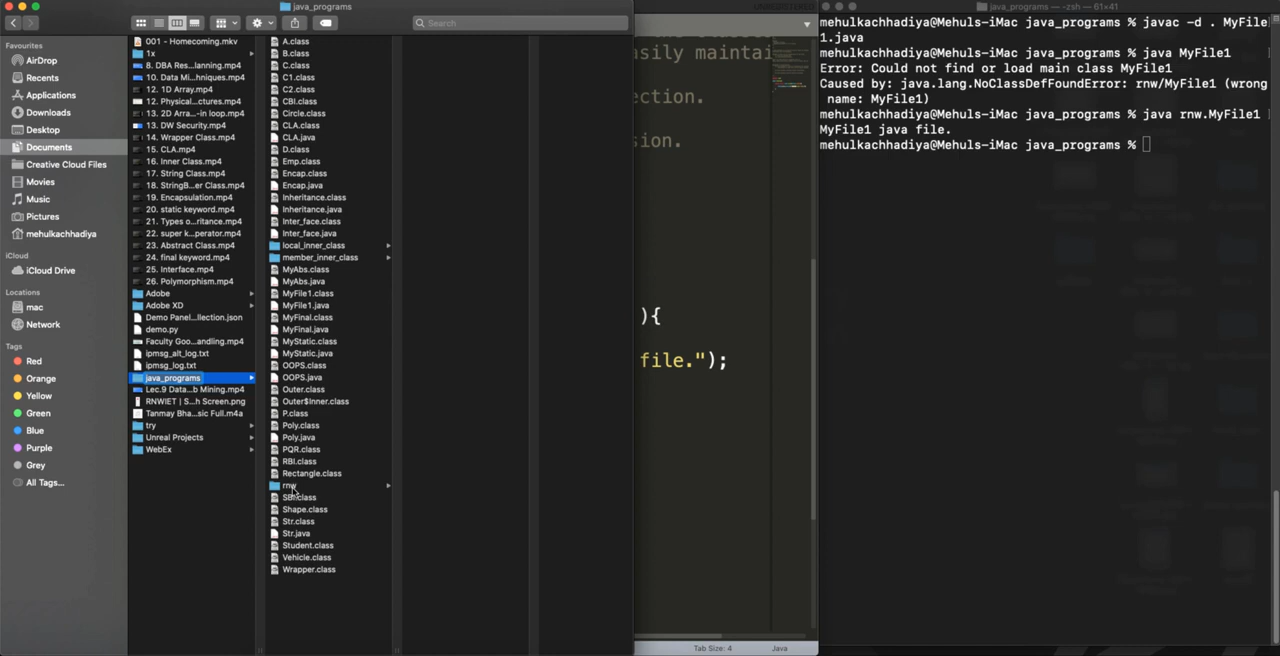 java_programs
Search
Favourites
AirDrop
Recents
Applications
Downloads
Desktop
Documents
Creative Cloud Files
Movies
Music
Pictures
mehulkachhadiya
iCloud
iCloud Drive
Locations
mac
Network
Tags
Red
Orange
Yellow
Green
Blue
Purple
Grey
All Tags...
001 - Homecoming.mkv
1x
8. DBA Res...lanning.mp4
10. Data Mi...hniques.mp4
12. 1D Array.mp4
12. Physical...ctures.mp4
13. 2D Arra...-in loop.mp4
13. DW Security.mp4
14. Wrapper Class.mp4
15. CLA.mp4
16. Inner Class.mp4
17. String Class.mp4
18. StringB...er Class.mp4
19. Encapsulation.mp4
20. static keyword.mp4
21. Types o...ritance.mp4
22. super k...perator.mp4
23. Abstract Class.mp4
24. final keyword.mp4
25. Interface.mp4
26. Polymorphism.mp4
Adobe
Adobe XD
Demo Panel...llection.json
demo.py
Faculty Goo...andling.mp4
ipmsg_alt_log.txt
ipmsg_log.txt
java_programs
Lec.9 Data...b Mining.mp4
RNWIET | S...h Screen.png
Tanmay Bha...sic Full.m4a
try
Unreal Projects
WebEx
A.class
B.class
C.class
C1.class
C2.class
CBI.class
Circle.class
CLA.class
CLA.java
D.class
Emp.class
Encap.class
Encap.java
Inheritance.class
Inheritance.java
Inter_face.class
Inter_face.java
local_inner_class
member_inner_class
MyAbs.class
MyAbs.java
MyFile1.class
MyFile1.java
MyFinal.class
MyFinal.java
MyStatic.class
MyStatic.java
OOPS.class
OOPS.java
Outer.class
Outer$Inner.class
P.class
Poly.class
Poly.java
PQR.class
RBI.class
Rectangle.class
rnw
SBI.class
Shape.class
Str.class
Str.java
Student.class
Vehicle.class
Wrapper.class
asily maintai
ection.
sion.
){
file.");
Tab Size: 4
Java
java_programs — -zsh — 61×41
mehulkachhadiya@Mehuls-iMac java_programs % javac -d . MyFile
1.java
mehulkachhadiya@Mehuls-iMac java_programs % java MyFile1
Error: Could not find or load main class MyFile1
Caused by: java.lang.NoClassDefFoundError: rnw/MyFile1 (wrong
name: MyFile1)
mehulkachhadiya@Mehuls-iMac java_programs % java rnw.MyFile1
MyFile1 java file.
mehulkachhadiya@Mehuls-iMac java_programs %